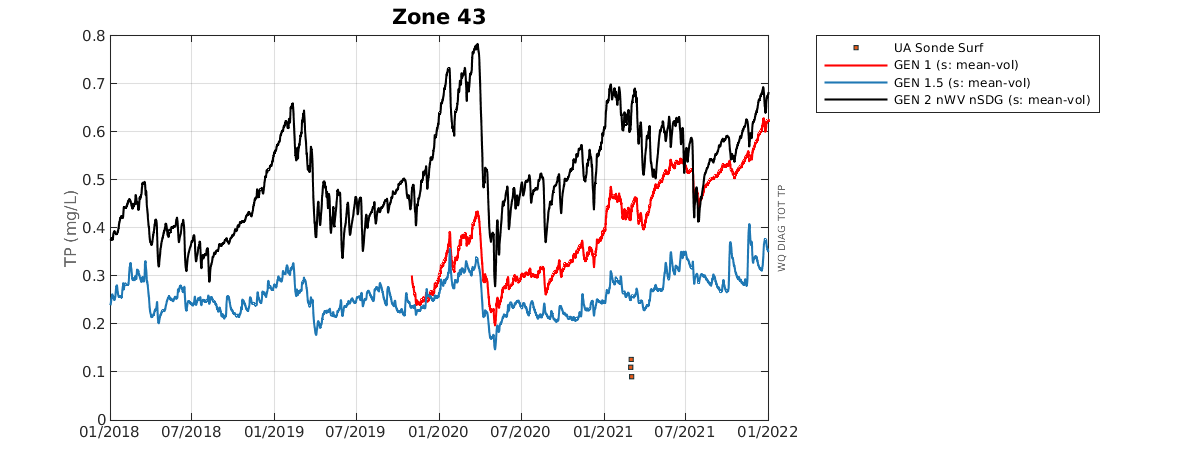 Zone 43
0.8
0.7
0.6
0.5
0.4
0.3
0.2
0.1
0
TP (mg/L)
01/2018 07/2018 01/2019 07/2019 01/2020 07/2020 01/2021 07/2021 01/2022
WQ DIAG TOT TP
UA Sonde Surf
GEN 1 (s: mean-vol)
GEN 1.5 (s: mean-vol)
GEN 2 nWV nSDG (s: mean-vol)